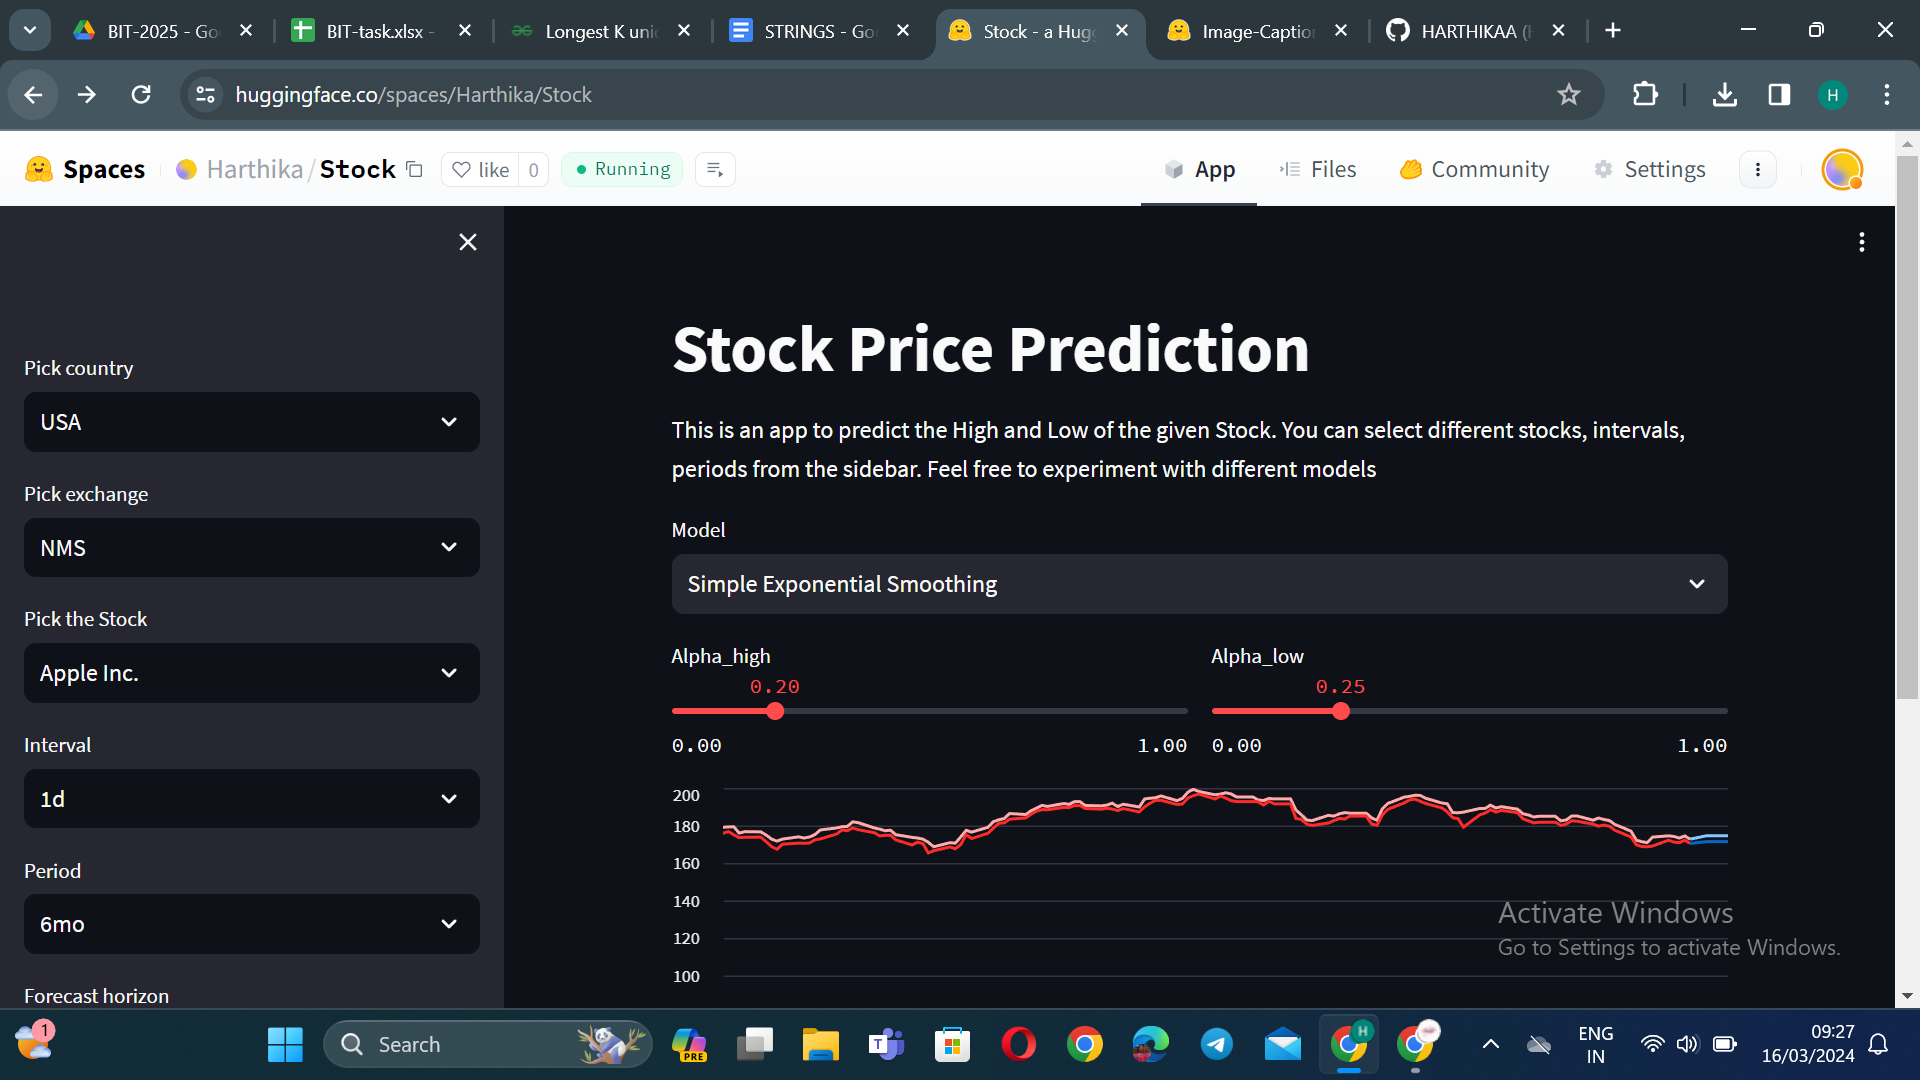 BIT-2025 - Go
BIT-task.xlsx -
Longest K uni
STRINGS - Go
Stock - a Hug
Image-Captio
HARTHIKAA (
huggingface.co/spaces/Harthika/Stock
H
Spaces
Harthika/Stock
like 0
Running
App
Files
Community
Settings
Pick country
USA
Pick exchange
NMS
Pick the Stock
Apple Inc.
Interval
1d
Period
6mo
Forecast horizon
Stock Price Prediction
This is an app to predict the High and Low of the given Stock. You can select different stocks, intervals,
periods from the sidebar. Feel free to experiment with different models
Model
Simple Exponential Smoothing
Alpha_high
0.20
0.00 1.00
Alpha_low
0.25
0.00 1.00
200
180
160
140
120
100
Activate Windows
Go to Settings to activate Windows.
1
Search
PRE
T
H
ENG
IN
09:27
16/03/2024